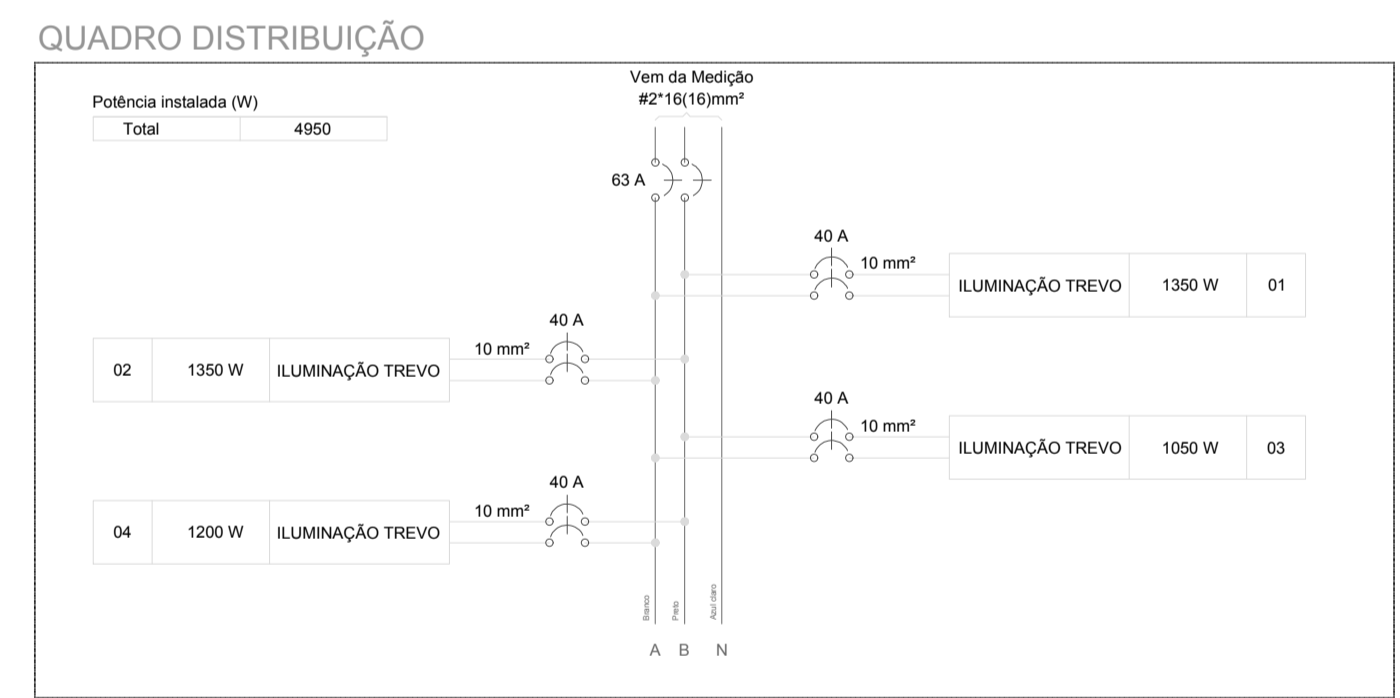 QUADRO DISTRIBUIÇÃO
Vem da Medição
#2*16(16)mm²
Potência instalada (W)
Total 4950
63 A
40 A
10 mm²
ILUMINAÇÃO TREVO 1350 W 01
40 A
10 mm²
02 1350 W ILUMINAÇÃO TREVO
40 A
10 mm²
ILUMINAÇÃO TREVO 1050 W 03
40 A
10 mm²
04 1200 W ILUMINAÇÃO TREVO
Branco
Preto
Azul claro
A B N